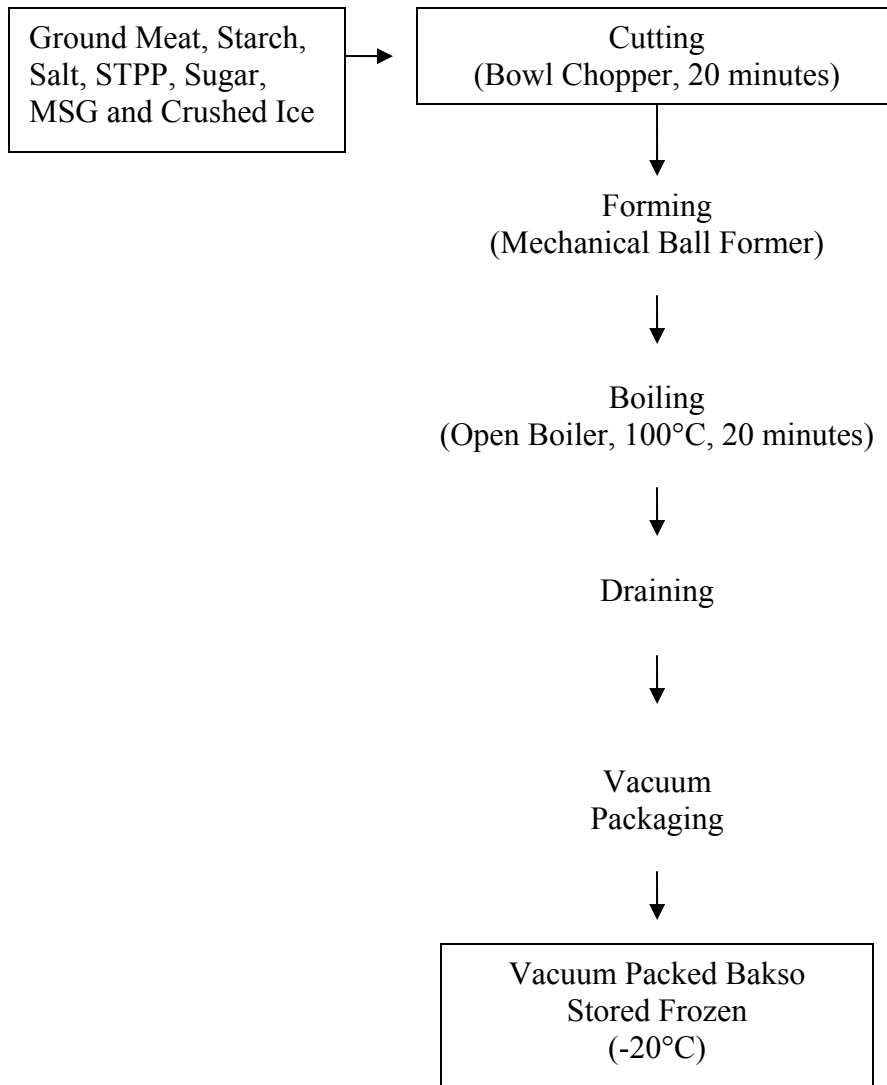 Ground Meat, Starch,
Salt, STPP, Sugar,
MSG and Crushed Ice
Cutting
(Bowl Chopper, 20 minutes)
Forming
(Mechanical Ball Former)
Boiling
(Open Boiler, 100°C, 20 minutes)
Draining
Vacuum
Packaging
Vacuum Packed Bakso
Stored Frozen
(-20°C)